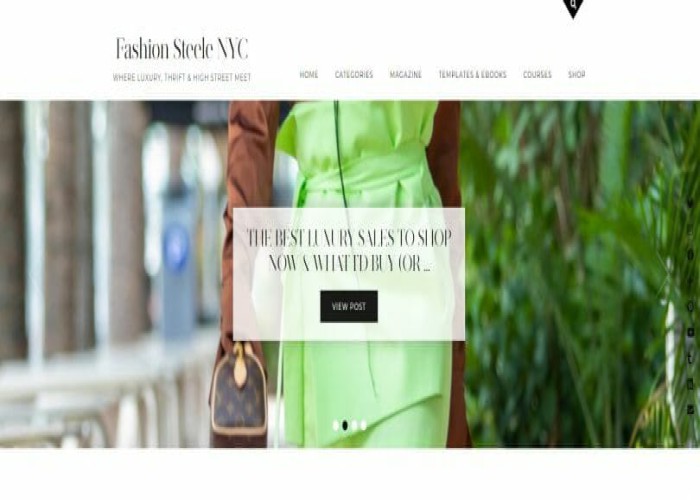 Fashion Steele NYC
WHERE LUXURY, THRIFT & HIGH STREET MEET
HOME CATEGORIES MAGAZINE TEMPLATES & EBOOKS COURSES SHOP
THE BEST LUXURY SALES TO SHOP
NOW & WHAT I'D BUY (OR ...
VIEW POST